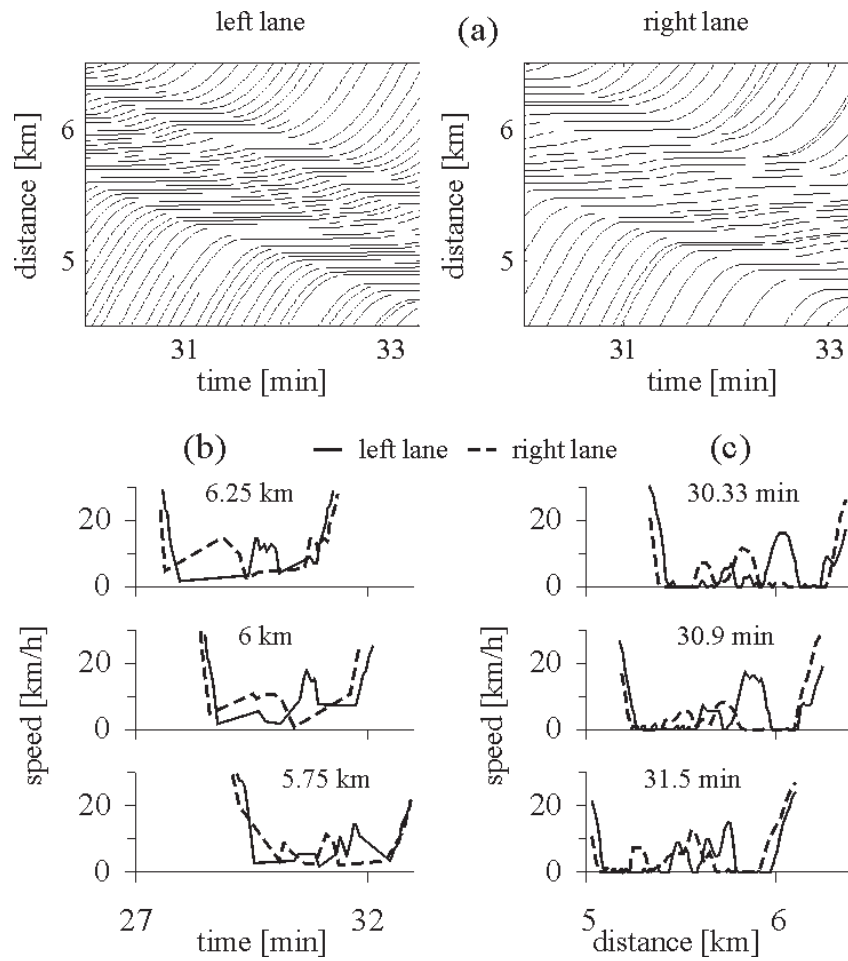 left lane (a) right lane
distance [km]
6
5
31 33
time [min]
distance [km]
6
5
31 33
time [min]
(b) left lane right lane (c)
speed [km/h]
6.25 km
20
0
6 km
20
0
5.75 km
20
0
27 32
time [min]
speed [km/h]
30.33 min
20
0
30.9 min
20
0
31.5 min
20
0
5 6
distance [km]